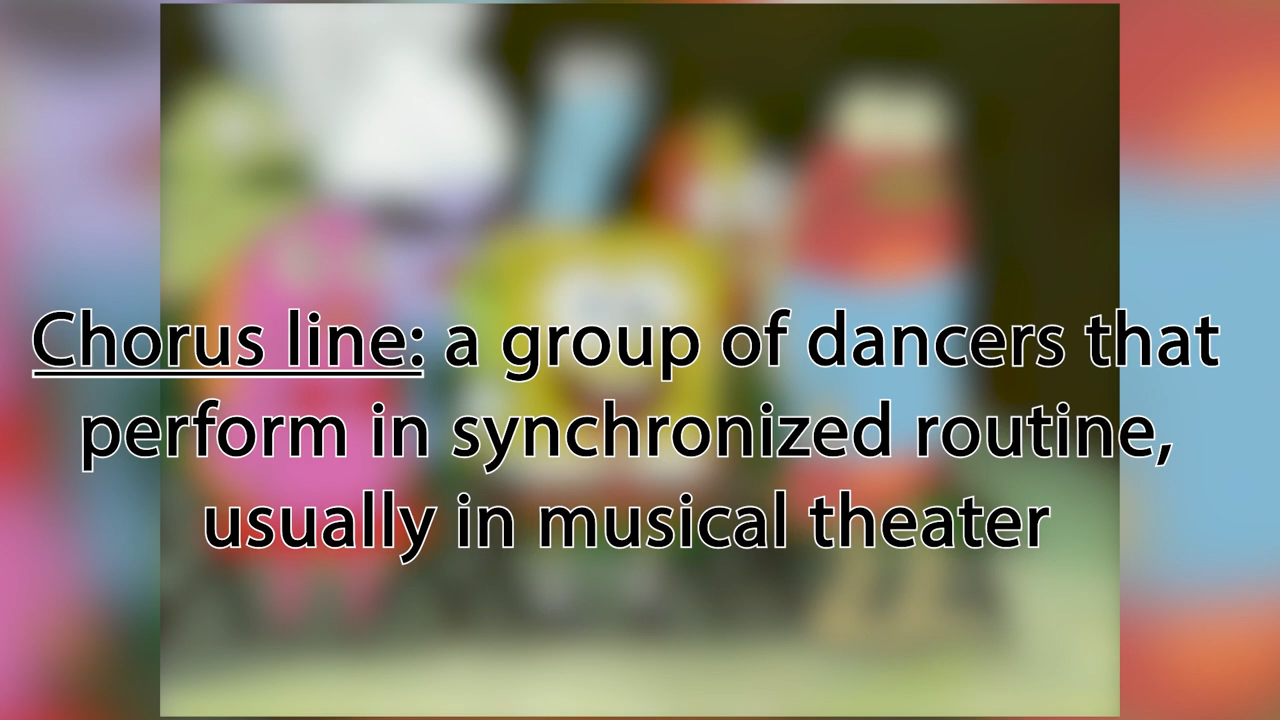 Chorus line: a group of dancers that
perform in synchronized routine,
usually in musical theater